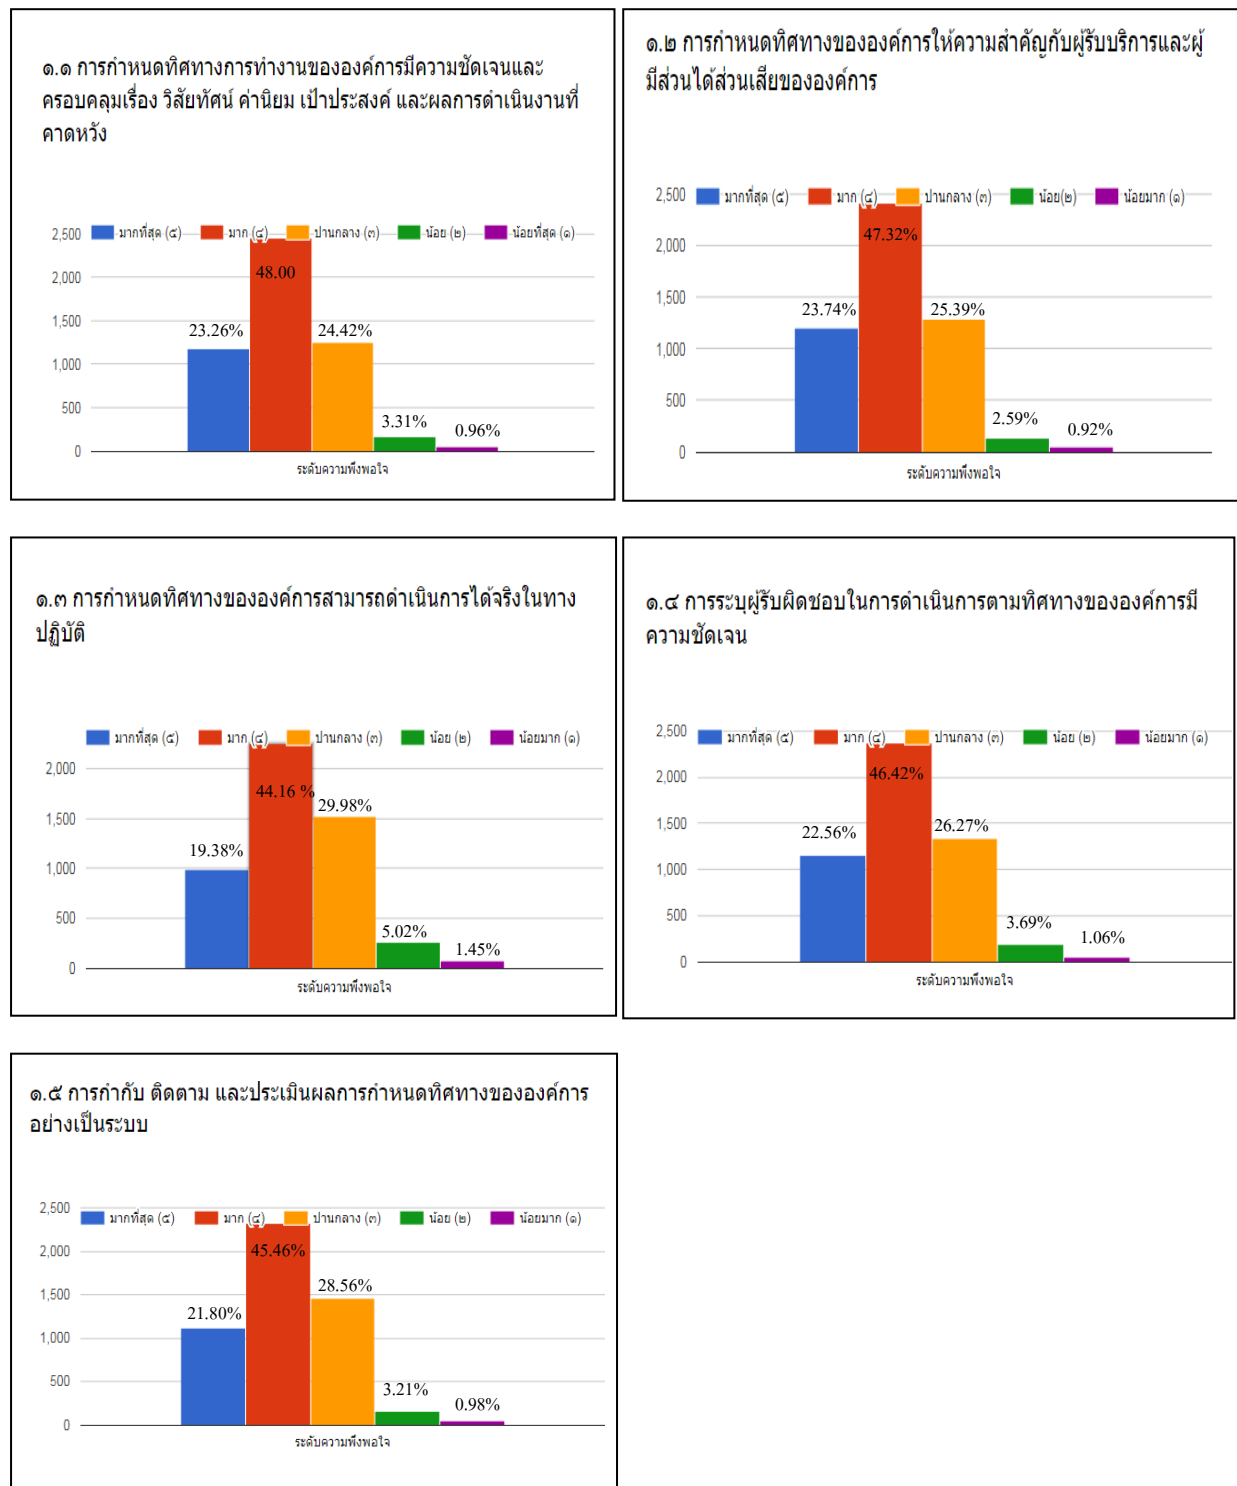 ๑.๑ การกำหนดทิศทางการทำงานขององค์การมีความชัดเจนและ
ครอบคลุมเรื่อง วิสัยทัศน์ ค่านิยม เป้าประสงค์ และผลการดำเนินงานที่
คาดหวัง
2,500
มากที่สุด (๕) มาก (๔) ปานกลาง (๓) น้อย (๒) น้อยที่สุด (๑)
2,000
1,500
1,000
500
0
23.26%
48.00
24.42%
3.31%
0.96%
ระดับความพึงพอใจ
๑.๒ การกำหนดทิศทางขององค์การให้ความสำคัญกับผู้รับบริการและผู้
มีส่วนได้ส่วนเสียขององค์การ
2,500
มากที่สุด (๕) มาก (๔) ปานกลาง (๓) น้อย(๒) น้อยมาก (๑)
2,000
1,500
1,000
500
0
23.74%
47.32%
25.39%
2.59%
0.92%
ระดับความพึงพอใจ
๑.๓ การกำหนดทิศทางขององค์การสามารถดำเนินการได้จริงในทาง
ปฏิบัติ
มากที่สุด (๕) มาก (๔) ปานกลาง (๓) น้อย (๒) น้อยมาก (๑)
2,000
1,500
1,000
500
0
19.38%
44.16 %
29.98%
5.02%
1.45%
ระดับความพึงพอใจ
๑.๔ การระบุผู้รับผิดชอบในการดำเนินการตามทิศทางขององค์การมี
ความชัดเจน
2,500
มากที่สุด (๕) มาก (๔) ปานกลาง (๓) น้อย (๒) น้อยมาก (๑)
2,000
1,500
1,000
500
0
22.56%
46.42%
26.27%
3.69%
1.06%
ระดับความพึงพอใจ
๑.๕ การกำกับ ติดตาม และประเมินผลการกำหนดทิศทางขององค์การ
อย่างเป็นระบบ
2,500
มากที่สุด (๕) มาก (๔) ปานกลาง (๓) น้อย (๒) น้อยมาก (๑)
2,000
1,500
1,000
500
0
21.80%
45.46%
28.56%
3.21%
0.98%
ระดับความพึงพอใจ